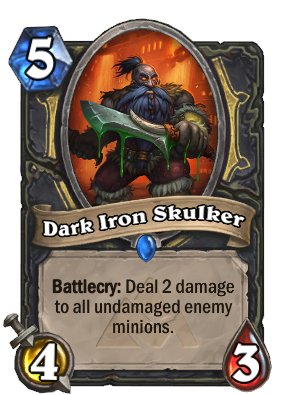 5
Dark Iron Skulker
Battlecry: Deal 2 damage
to all undamaged enemy
minions.
4
3